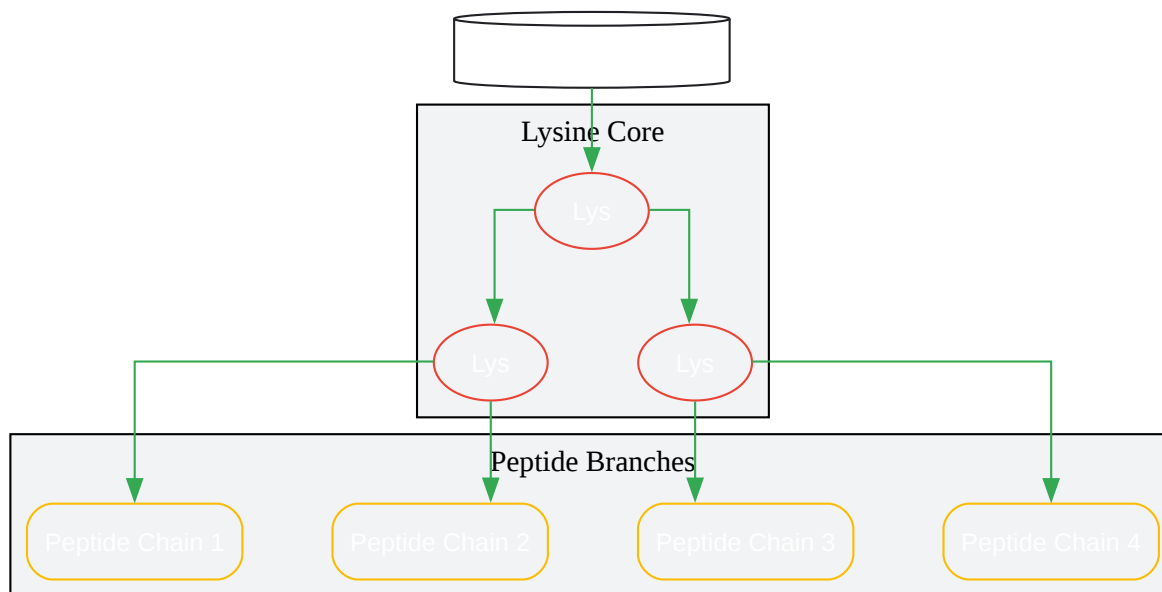 Lysine Core
Lys
Lys
Lys
Peptide Branches
Peptide Chain 1
Peptide Chain 2
Peptide Chain 3
Peptide Chain 4